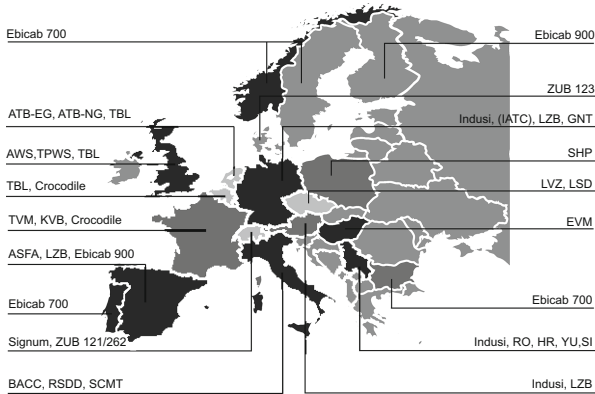 Ebicab 700
Ebicab 900
ZUB 123
ATB-EG, ATB-NG, TBL
Indusi, (IATC), LZB, GNT
AWS,TPWS, TBL
SHP
TBL, Crocodile
LVZ, LSD
TVM, KVB, Crocodile
EVM
ASFA, LZB, Ebicab 900
Ebicab 700
Ebicab 700
Signum, ZUB 121/262
Indusi, RO, HR, YU,SI
BACC, RSDD, SCMT
Indusi, LZB